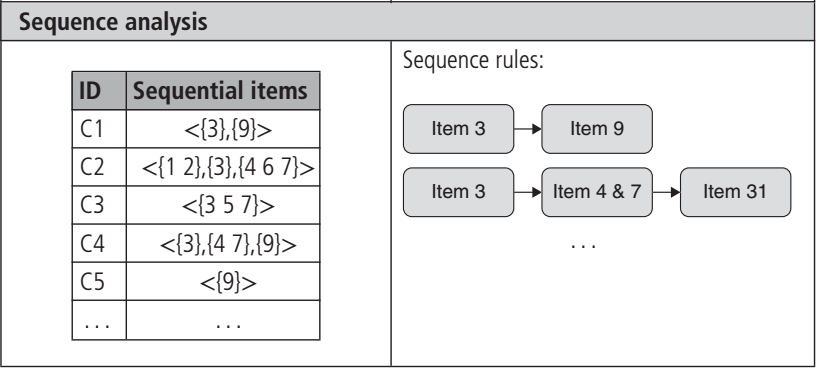 Sequence analysis
ID Sequential items
C1 <{3},{9}>
C2 <{1 2},{3},{4 6 7}>
C3 <{3 5 7}>
C4 <{3},{4 7},{9}>
C5 <{9}>
. . . . . .
Sequence rules:
Item 3 Item 9
Item 3 Item 4 & 7 Item 31
. . .